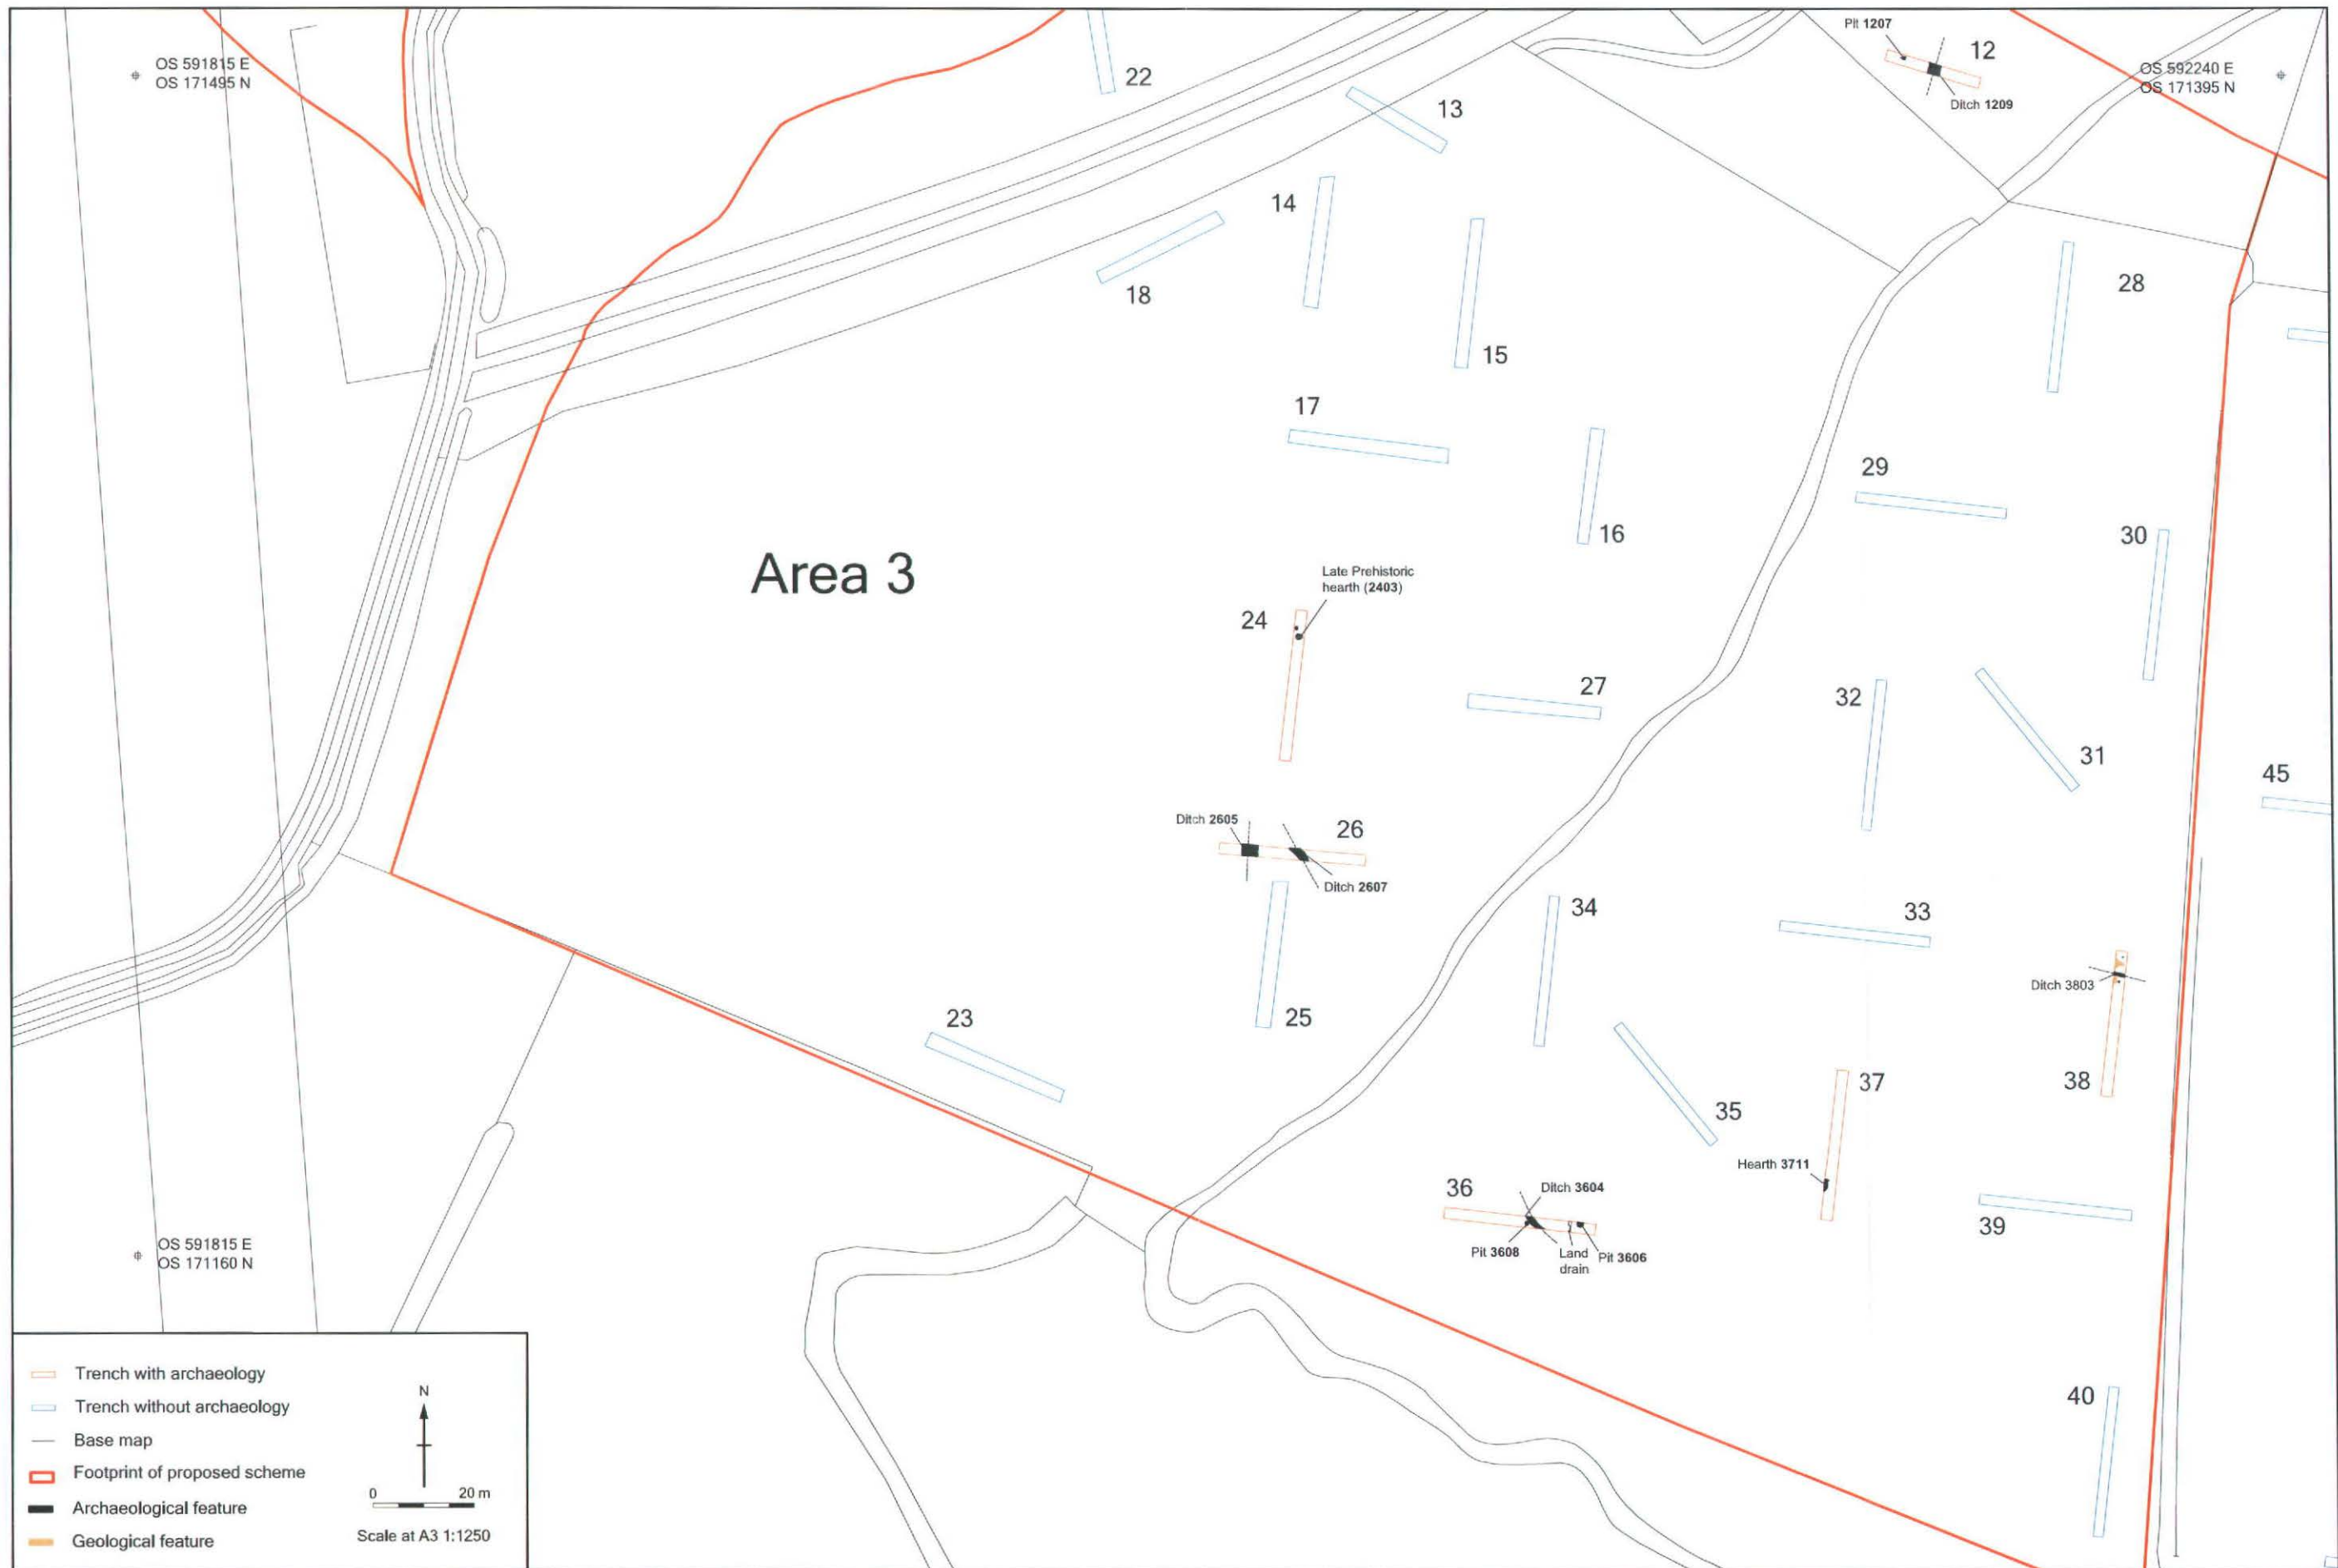 Pit 1207
12
OS 591815 E
OS 171495 N
22
OS 592240 E
OS 171395 N
Ditch 1209
13
14
18
28
15
17
29
16
30
Area 3
Late Prehistoric
hearth (2403)
24
27
32
31
45
Ditch 2605
26
Ditch 2607
34
33
Ditch 3803
23
25
37
38
35
Hearth 3711
36
Ditch 3604
39
Pit 3608
Land
drain
Pit 3606
OS 591815 E
OS 171160 N
40
Trench with archaeology
Trench without archaeology
Base map
Footprint of proposed scheme
Archaeological feature
Geological feature
N
0 20 m
Scale at A3 1:1250